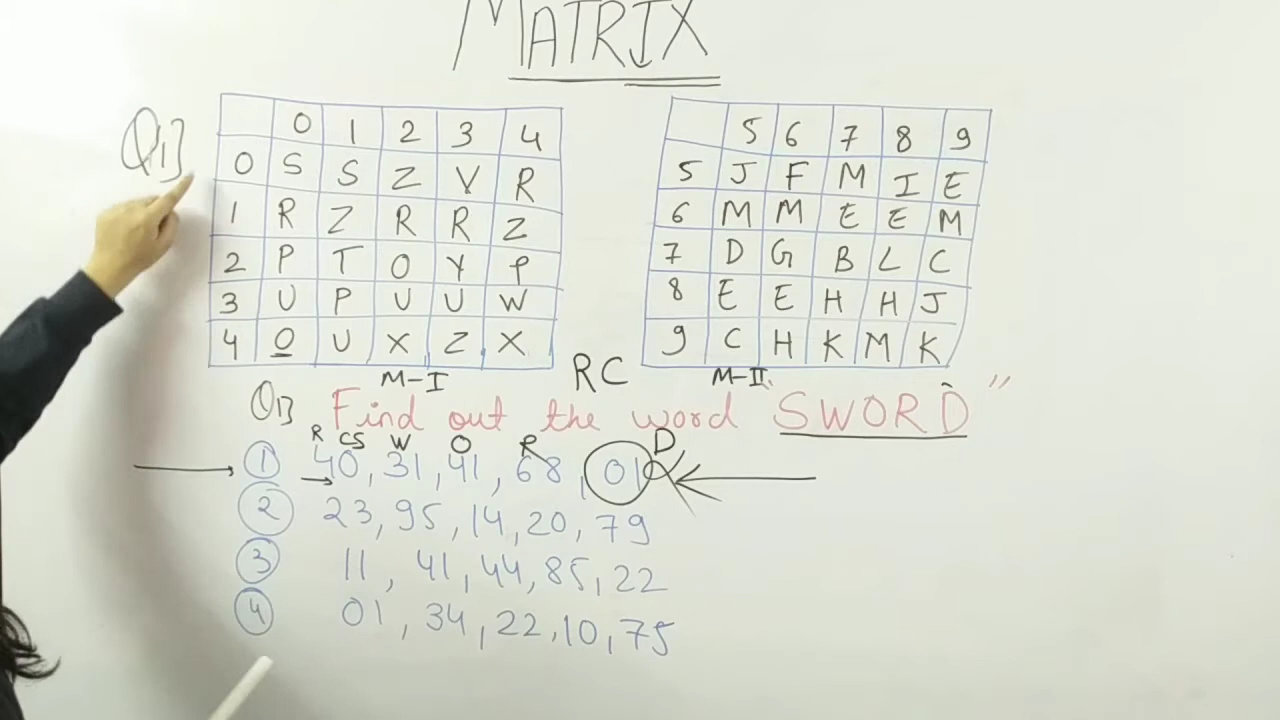 MATRIX
Q1]
0 1 2 3 4
0 S S Z V R
1 R Z R R Z
2 P T O Y P
3 U P U U W
4 O U X Z X
M-I
5 6 7 8 9
5 J F M I E
6 M M E E M
7 D G B L C
8 E E H H J
9 C H K M K
M-II
RC
Q1] Find out the word "SWORD"
R C S W O R D
① 40, 31, 41, 68, 01
② 23, 95, 14, 20, 79
③ 11, 41, 44, 85, 22
④ 01, 34, 22, 10, 75